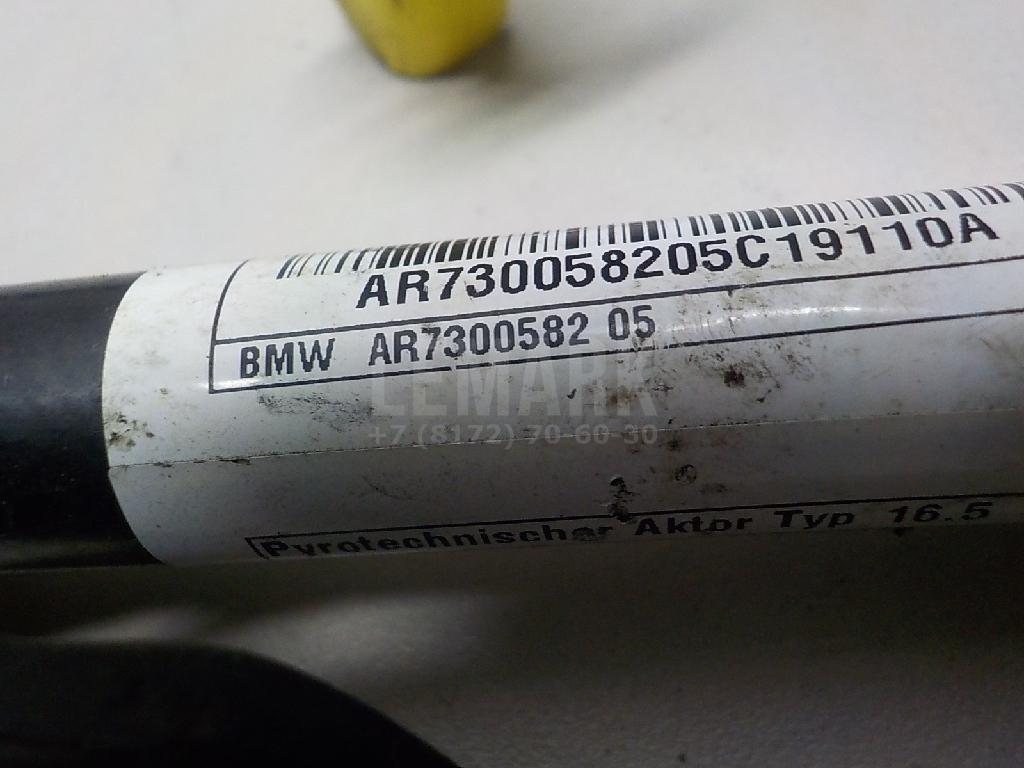 AR730058205C19110A
BMW AR7300582 05
LEMARK
+7 (8172) 70-60-30
Pyrotechnischer Aktor Typ 16.5